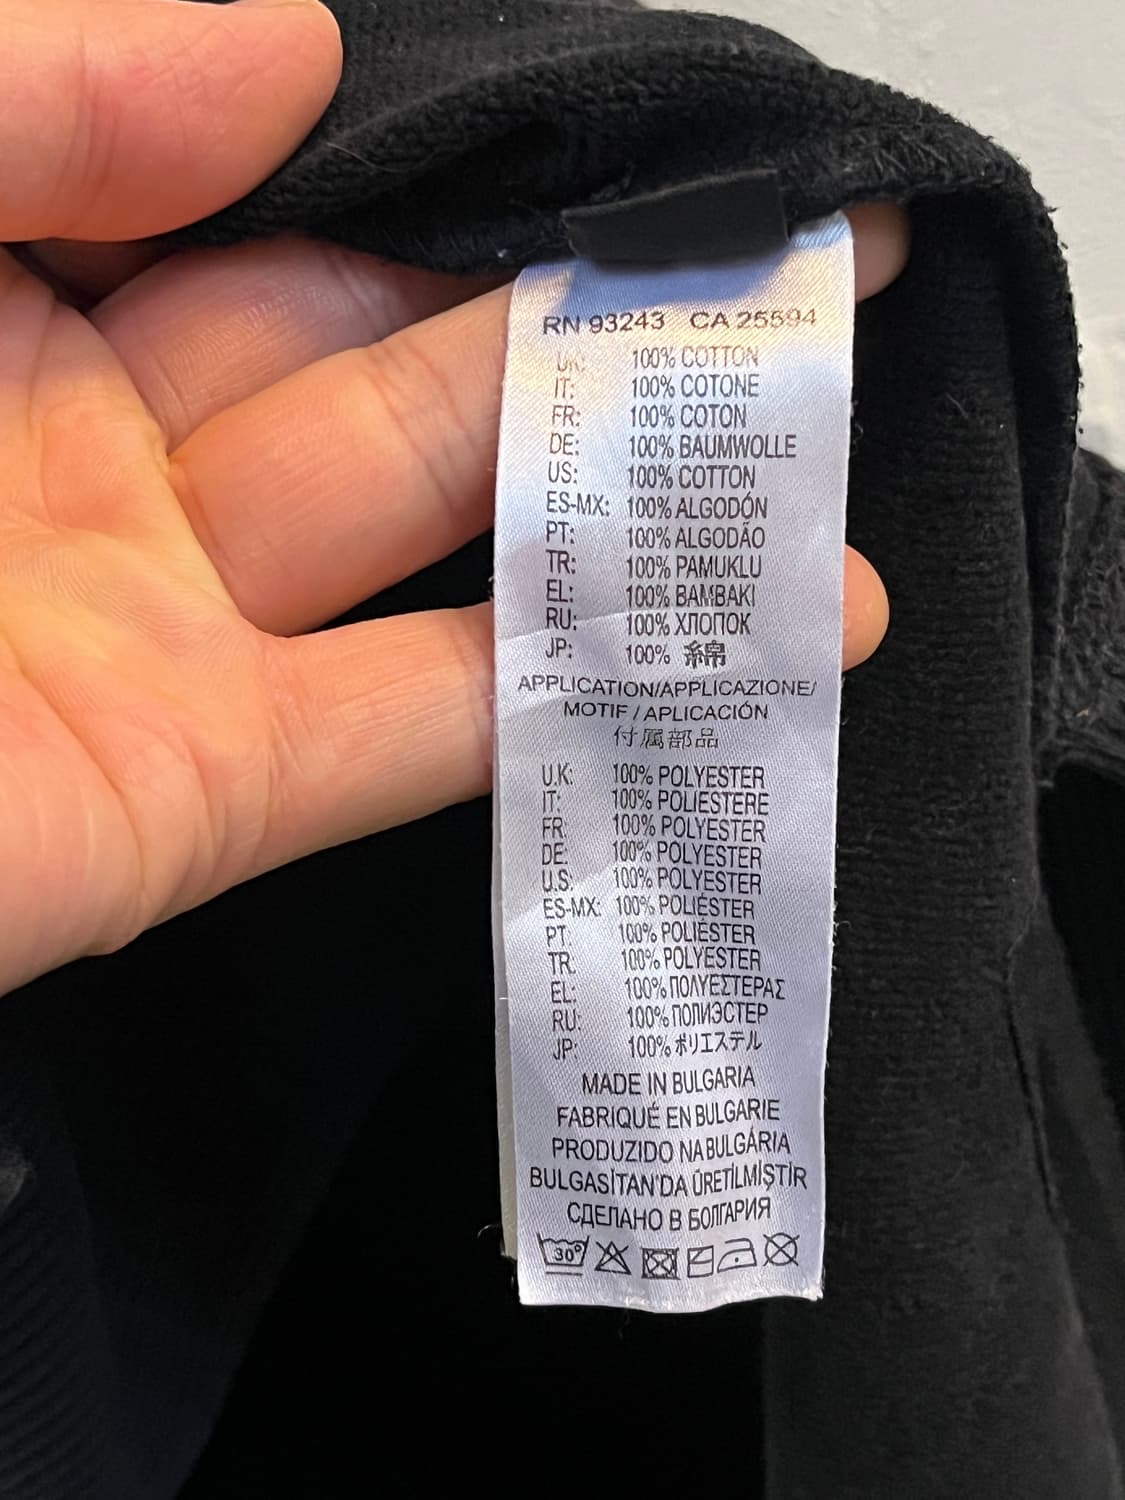 RN 93243 CA 25594
UK: 100% COTTON
IT: 100% COTONE
FR: 100% COTON
DE: 100% BAUMWOLLE
US: 100% COTTON
ES-MX: 100% ALGODÓN
PT: 100% ALGODÃO
TR: 100% PAMUKLU
EL: 100% BAMBAKI
RU: 100% ХЛОПОК
JP: 100% 綿
APPLICATION/APPLICAZIONE/
MOTIF / APLICACIÓN
付属部品
U.K: 100% POLYESTER
IT: 100% POLIESTERE
FR: 100% POLYESTER
DE: 100% POLYESTER
U.S: 100% POLYESTER
ES-MX: 100% POLIÉSTER
PT: 100% POLIÉSTER
TR. 100% POLYESTER
EL: 100% ΠΟΛΥΕΣΤΕΡΑΣ
RU: 100% ПОЛИЭСТЕР
JP: 100% ポリエステル
MADE IN BULGARIA
FABRIQUÉ EN BULGARIE
PRODUZIDO NA BULGÁRIA
BULGASİTAN'DA ÜRETİLMİŞTİR
СДЕЛАНО В БОЛГАРИЯ
30°